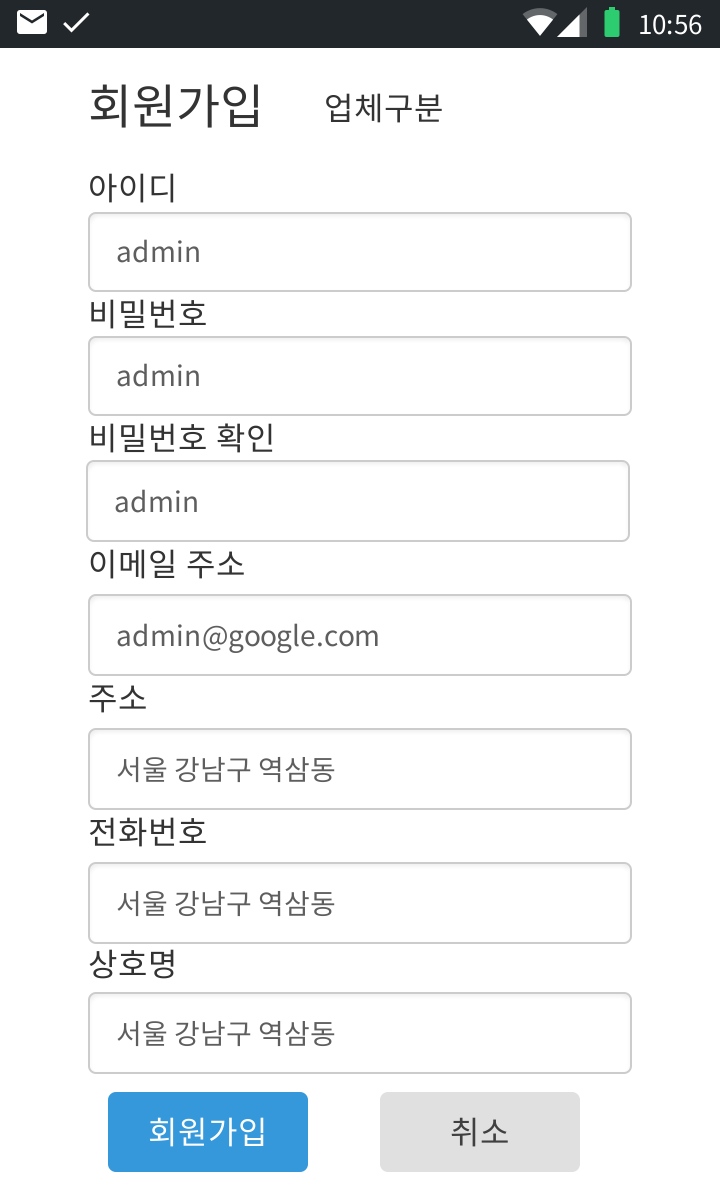 10:56
회원가입 업체구분
아이디
admin
비밀번호
admin
비밀번호 확인
admin
이메일 주소
admin@google.com
주소
서울 강남구 역삼동
전화번호
서울 강남구 역삼동
상호명
서울 강남구 역삼동
회원가입 취소